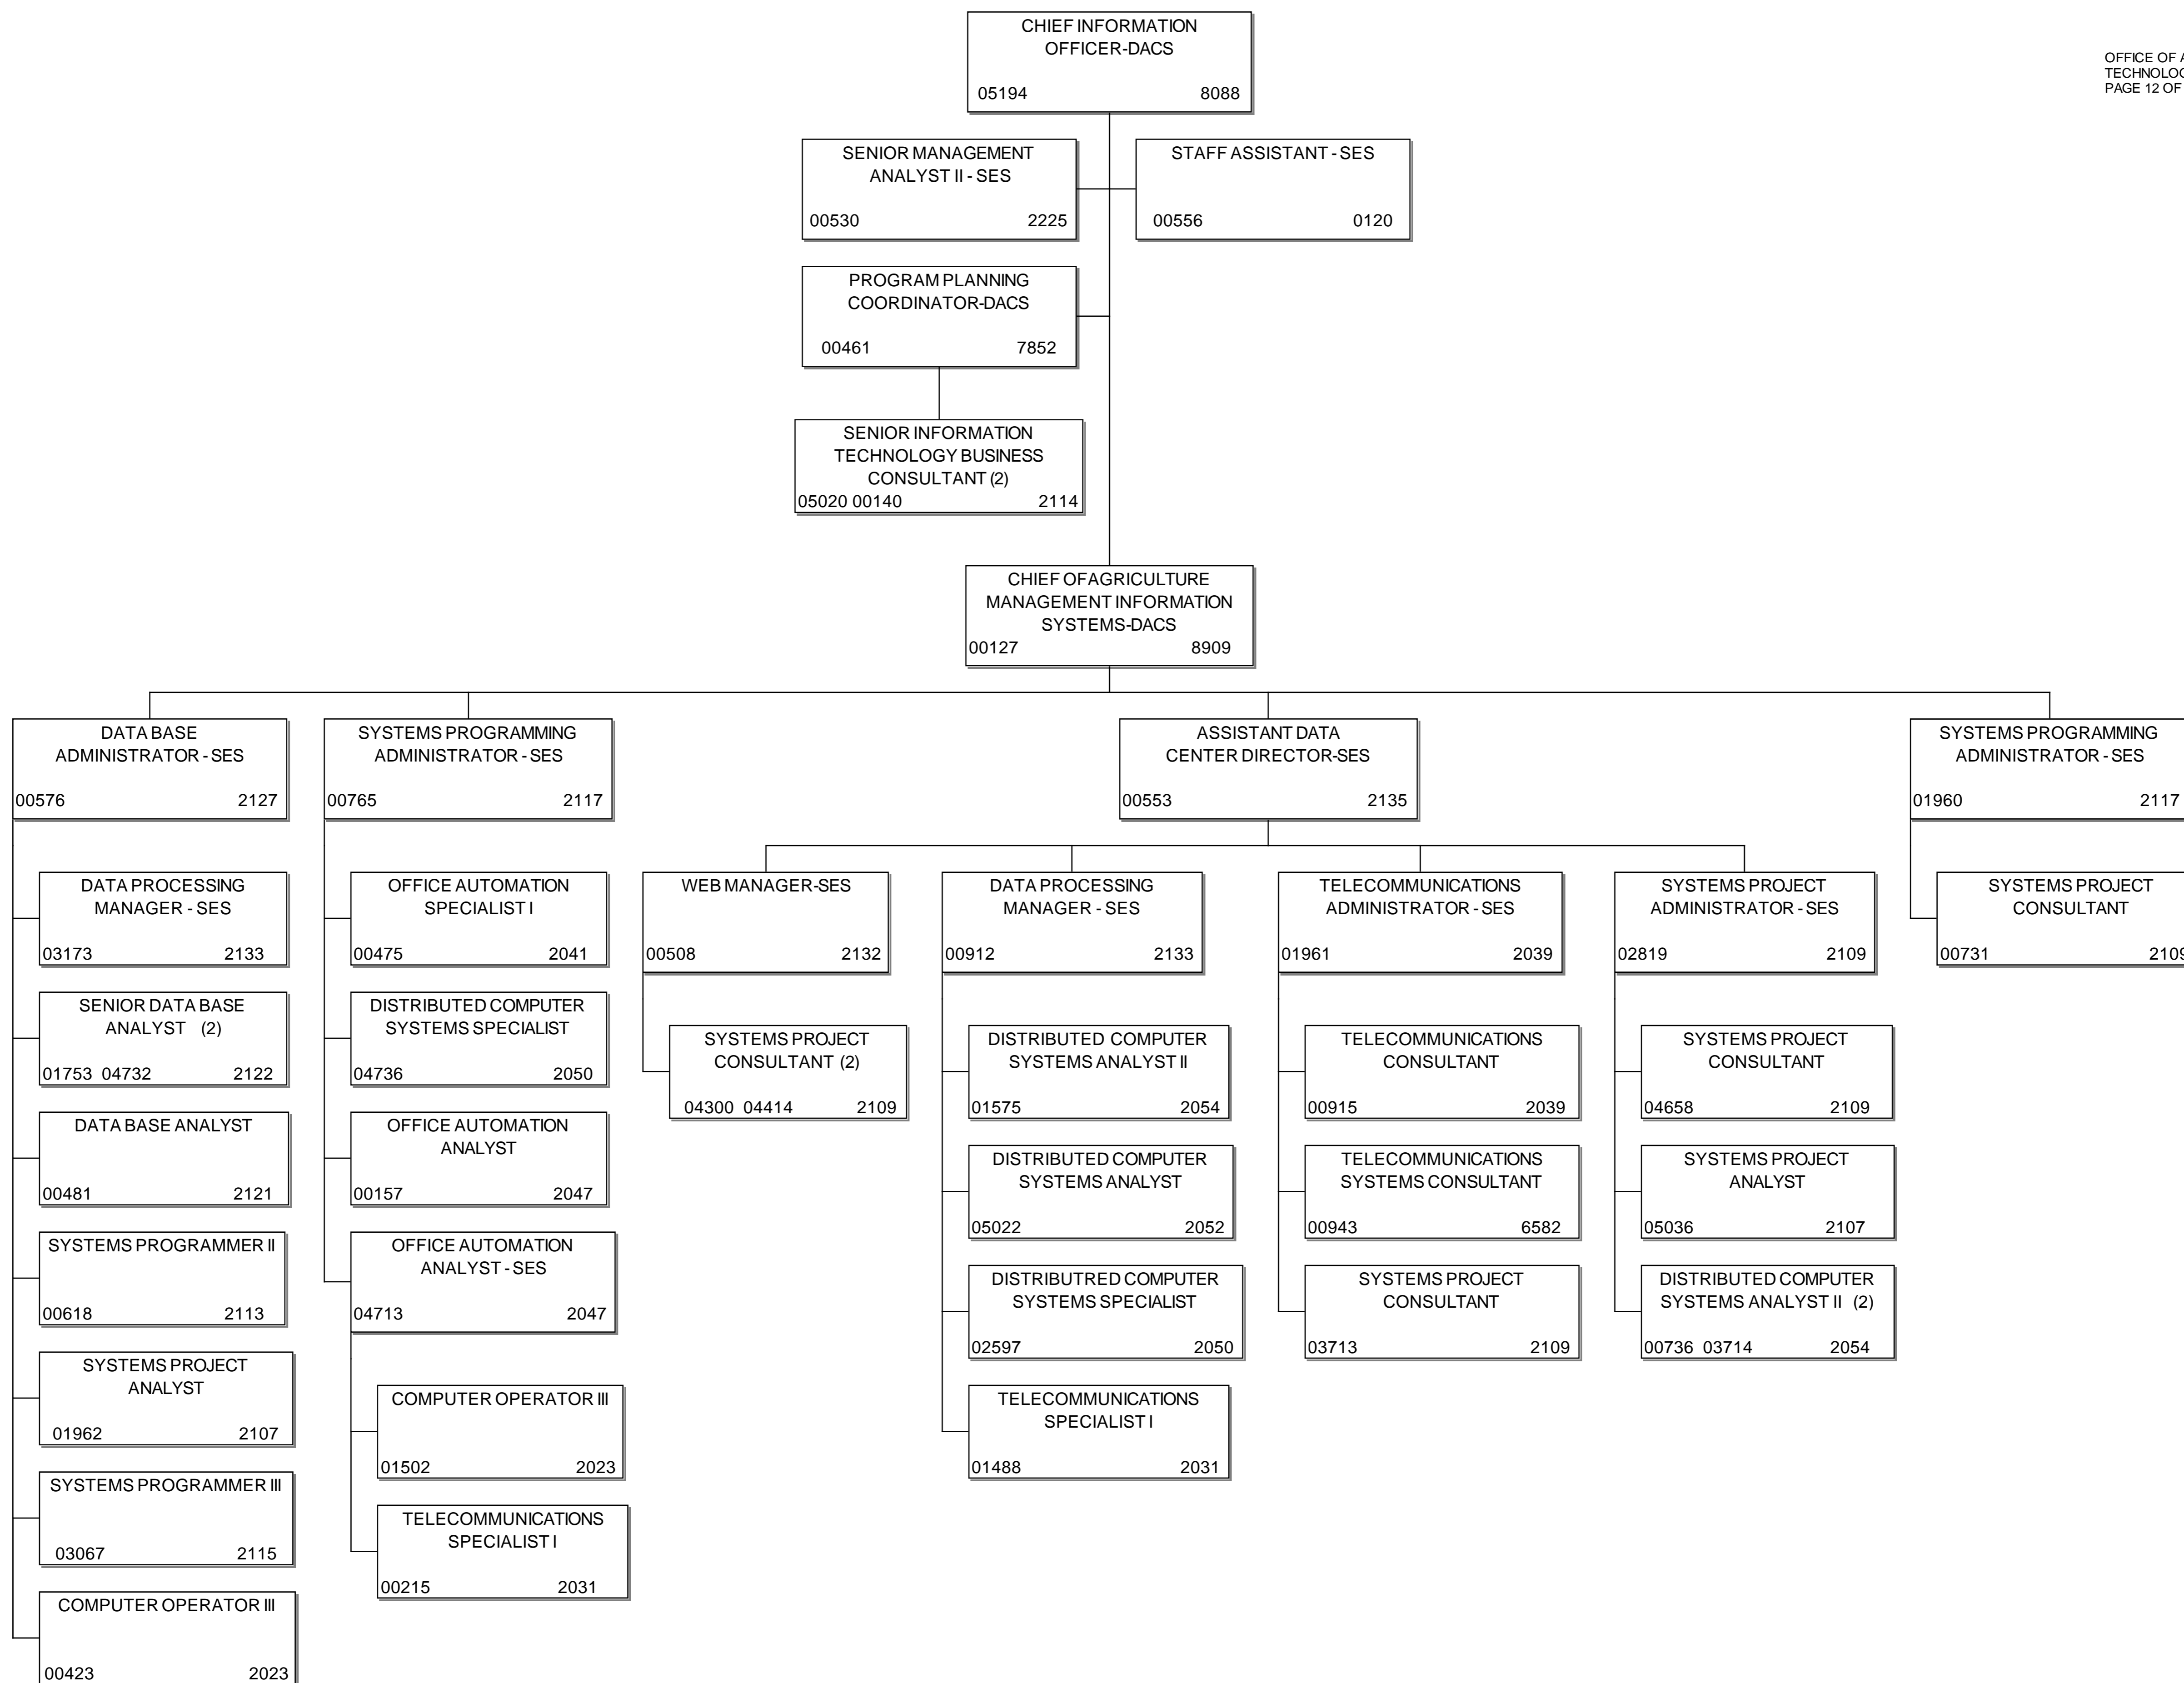 CHIEF INFORMATION
OFFICER-DACS
05194 8088
OFFICE OF A
TECHNOLOG
PAGE 12 OF
SENIOR MANAGEMENT
ANALYST II - SES
00530 2225
STAFF ASSISTANT - SES
00556 0120
PROGRAM PLANNING
COORDINATOR-DACS
00461 7852
SENIOR INFORMATION
TECHNOLOGY BUSINESS
CONSULTANT (2)
05020 00140 2114
CHIEF OF AGRICULTURE
MANAGEMENT INFORMATION
SYSTEMS-DACS
00127 8909
DATA BASE
ADMINISTRATOR - SES
00576 2127
DATA PROCESSING
MANAGER - SES
03173 2133
SENIOR DATA BASE
ANALYST (2)
01753 04732 2122
DATA BASE ANALYST
00481 2121
SYSTEMS PROGRAMMER II
00618 2113
SYSTEMS PROJECT
ANALYST
01962 2107
SYSTEMS PROGRAMMER III
03067 2115
COMPUTER OPERATOR III
00423 2023
SYSTEMS PROGRAMMING
ADMINISTRATOR - SES
00765 2117
OFFICE AUTOMATION
SPECIALIST I
00475 2041
DISTRIBUTED COMPUTER
SYSTEMS SPECIALIST
04736 2050
OFFICE AUTOMATION
ANALYST
00157 2047
OFFICE AUTOMATION
ANALYST - SES
04713 2047
COMPUTER OPERATOR III
01502 2023
TELECOMMUNICATIONS
SPECIALIST I
00215 2031
ASSISTANT DATA
CENTER DIRECTOR-SES
00553 2135
WEB MANAGER-SES
00508 2132
SYSTEMS PROJECT
CONSULTANT (2)
04300 04414 2109
DATA PROCESSING
MANAGER - SES
00912 2133
DISTRIBUTED COMPUTER
SYSTEMS ANALYST II
01575 2054
DISTRIBUTED COMPUTER
SYSTEMS ANALYST
05022 2052
DISTRIBUTRED COMPUTER
SYSTEMS SPECIALIST
02597 2050
TELECOMMUNICATIONS
SPECIALIST I
01488 2031
TELECOMMUNICATIONS
ADMINISTRATOR - SES
01961 2039
TELECOMMUNICATIONS
CONSULTANT
00915 2039
TELECOMMUNICATIONS
SYSTEMS CONSULTANT
00943 6582
SYSTEMS PROJECT
CONSULTANT
03713 2109
SYSTEMS PROJECT
ADMINISTRATOR - SES
02819 2109
SYSTEMS PROJECT
CONSULTANT
04658 2109
SYSTEMS PROJECT
ANALYST
05036 2107
DISTRIBUTED COMPUTER
SYSTEMS ANALYST II (2)
00736 03714 2054
SYSTEMS PROGRAMMING
ADMINISTRATOR - SES
01960 2117
SYSTEMS PROJECT
CONSULTANT
00731 2109